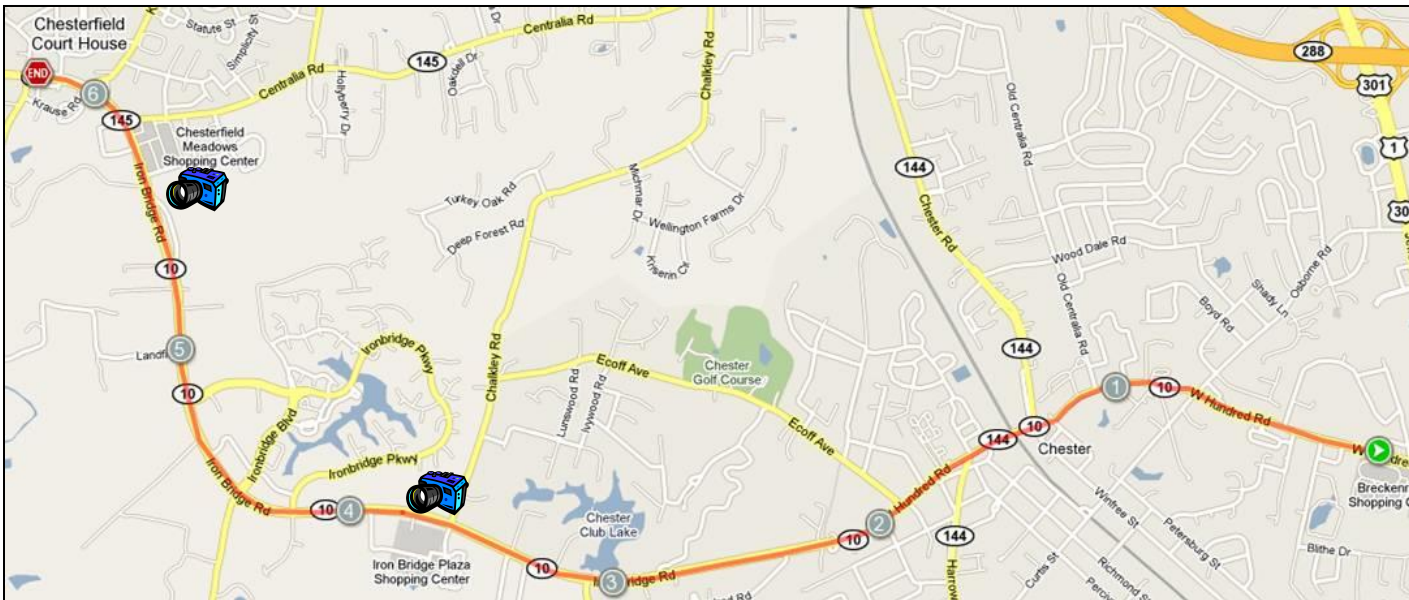 Chesterfield
Court House
END
6
Krause Rd
145
Statute St
Simplicity St
Centralia Rd
Chesterfield
Meadows
Shopping Center
Hollyberry Dr
145
Oakdell Dr
Centralia Rd
Chalkley Rd
288
301
1
Iron Bridge Rd
10
5
10
Turkey Oak Rd
Deep Forest Rd
Michmar Dr
Wellington Farms Dr
Kriserin Cir
144
Chester Rd
Old Centralia Rd
Wood Dale Rd
Osborne Rd
Shady Ln
Boyd Rd
Old Centralia Rd
144
Ironbridge Pkwy
Ironbridge Blvd
Ironbridge Pkwy
Chalkley Rd
Ecoff Ave
Lunswood Rd
Ivywood Rd
Chester
Golf Course
Ecoff Ave
1
10
W Hundred Rd
10
144
Chester
Hundred Rd
Iron Bridge Rd
10
4
Iron Bridge Plaza
Shopping Center
10
Chester
Club Lake
3
10
2
144
Winfree St
Petersburg St
Richmond St
Curtis St
Blithe Dr